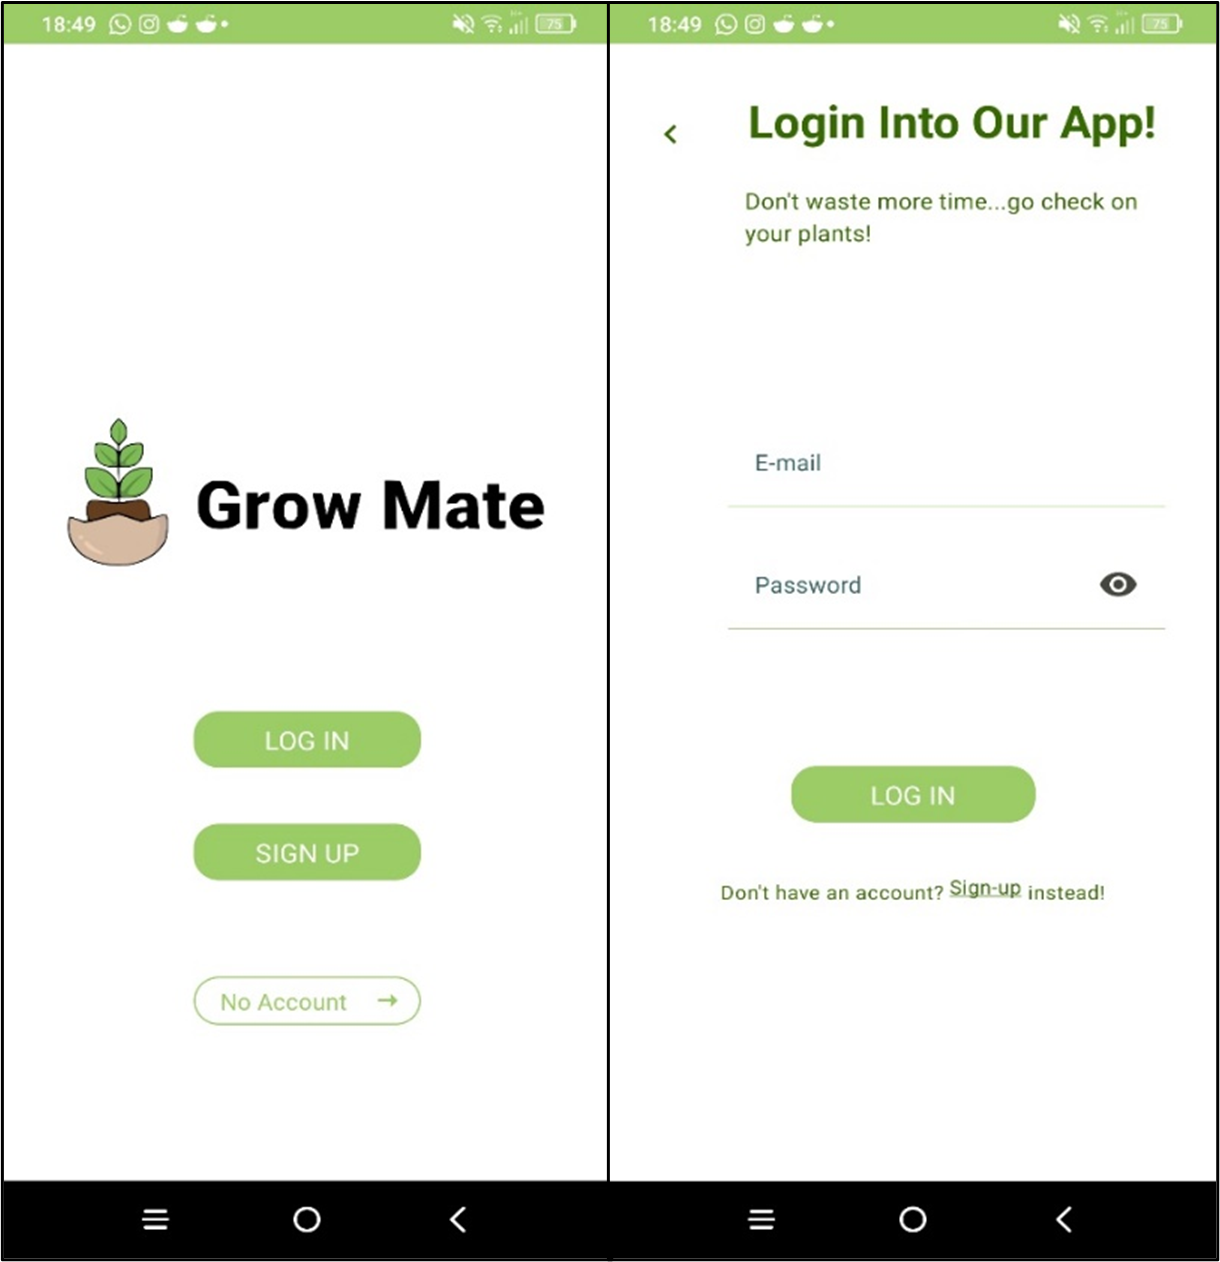 18:49
75
Grow Mate
LOG IN
SIGN UP
No Account
18:49
75
Login Into Our App!
Don't waste more time...go check on
your plants!
E-mail
Password
LOG IN
Don't have an account? Sign-up instead!